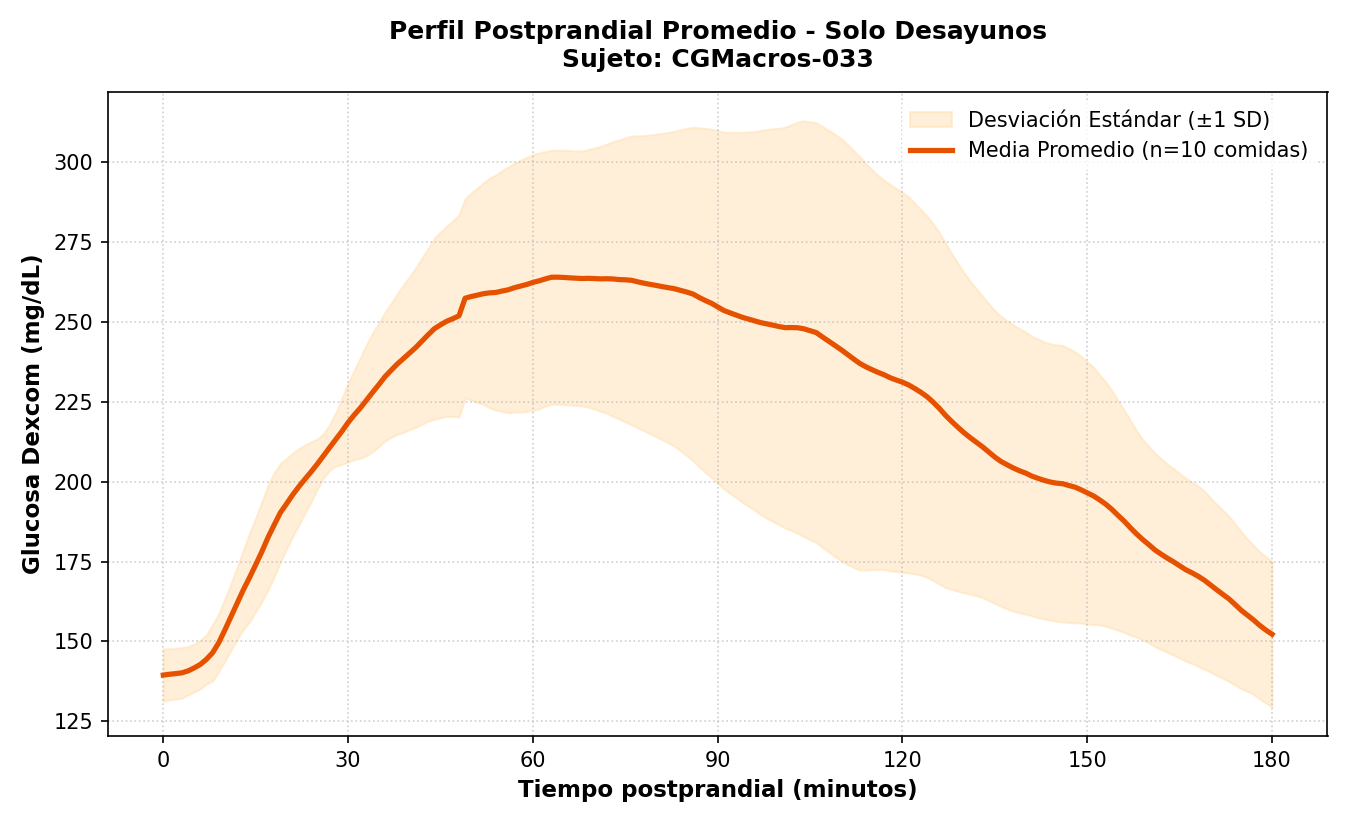 Perfil Postprandial Promedio - Solo Desayunos
Sujeto: CGMacros-033
Desviación Estándar (±1 SD)
Media Promedio (n=10 comidas)
Glucosa Dexcom (mg/dL)
300
275
250
225
200
175
150
125
0 30 60 90 120 150 180
Tiempo postprandial (minutos)